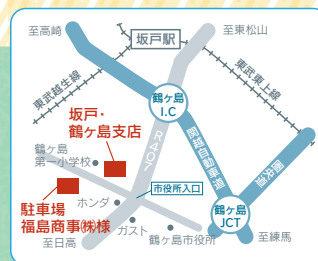 至高崎
坂戸駅
至東松山
東武越生線
東武東上線
鶴ヶ島
I.C
坂戸・
鶴ヶ島支店
R407
関越自動車道
圏央道
鶴ヶ島
第一小学校
市役所入口
駐車場
福島商事㈱様
ホンダ
ガスト
鶴ヶ島市役所
鶴ヶ島
JCT
至日高
至練馬